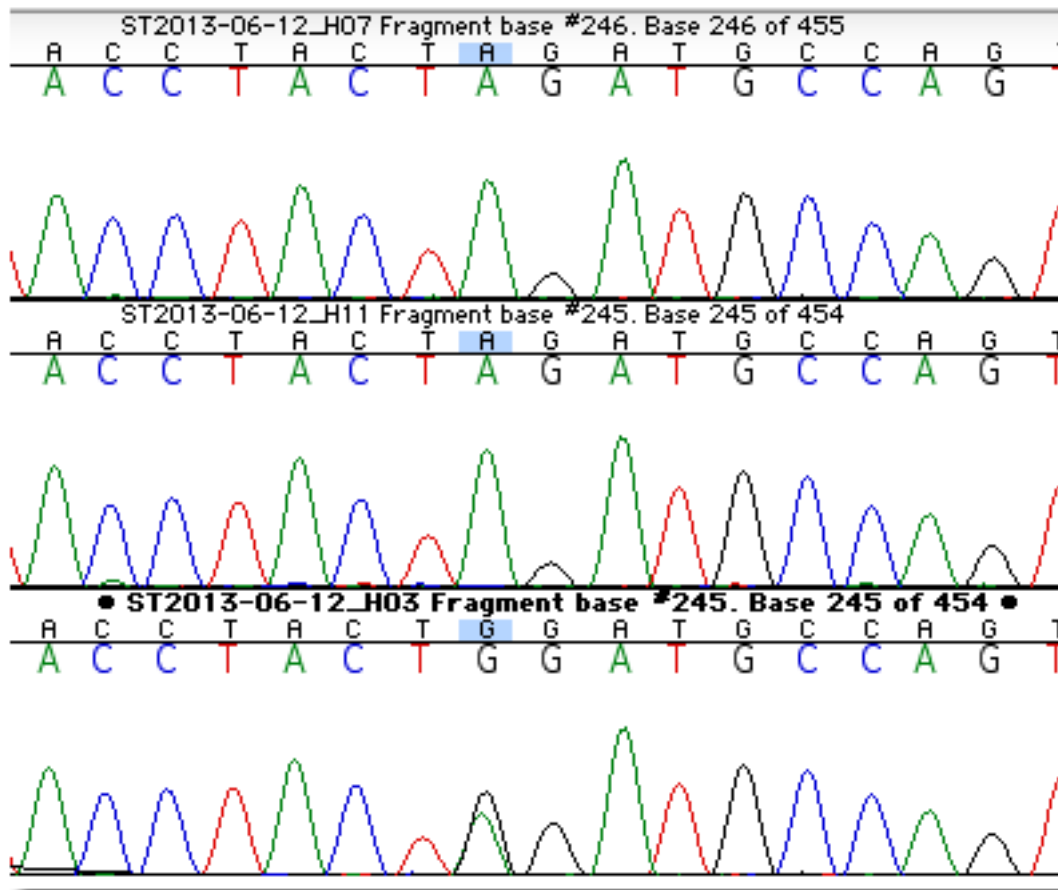 ST2013-06-12_H07 Fragment base #246. Base 246 of 455
A C C T A C T A G A T G C C A G
A C C T A C T A G A T G C C A G
ST2013-06-12_H11 Fragment base #245. Base 245 of 454
A C C T A C T A G A T G C C A G T
A C C T A C T A G A T G C C A G T
● ST2013-06-12_H03 Fragment base #245. Base 245 of 454 ●
A C C T A C T G G A T G C C A G T
A C C T A C T G G A T G C C A G T